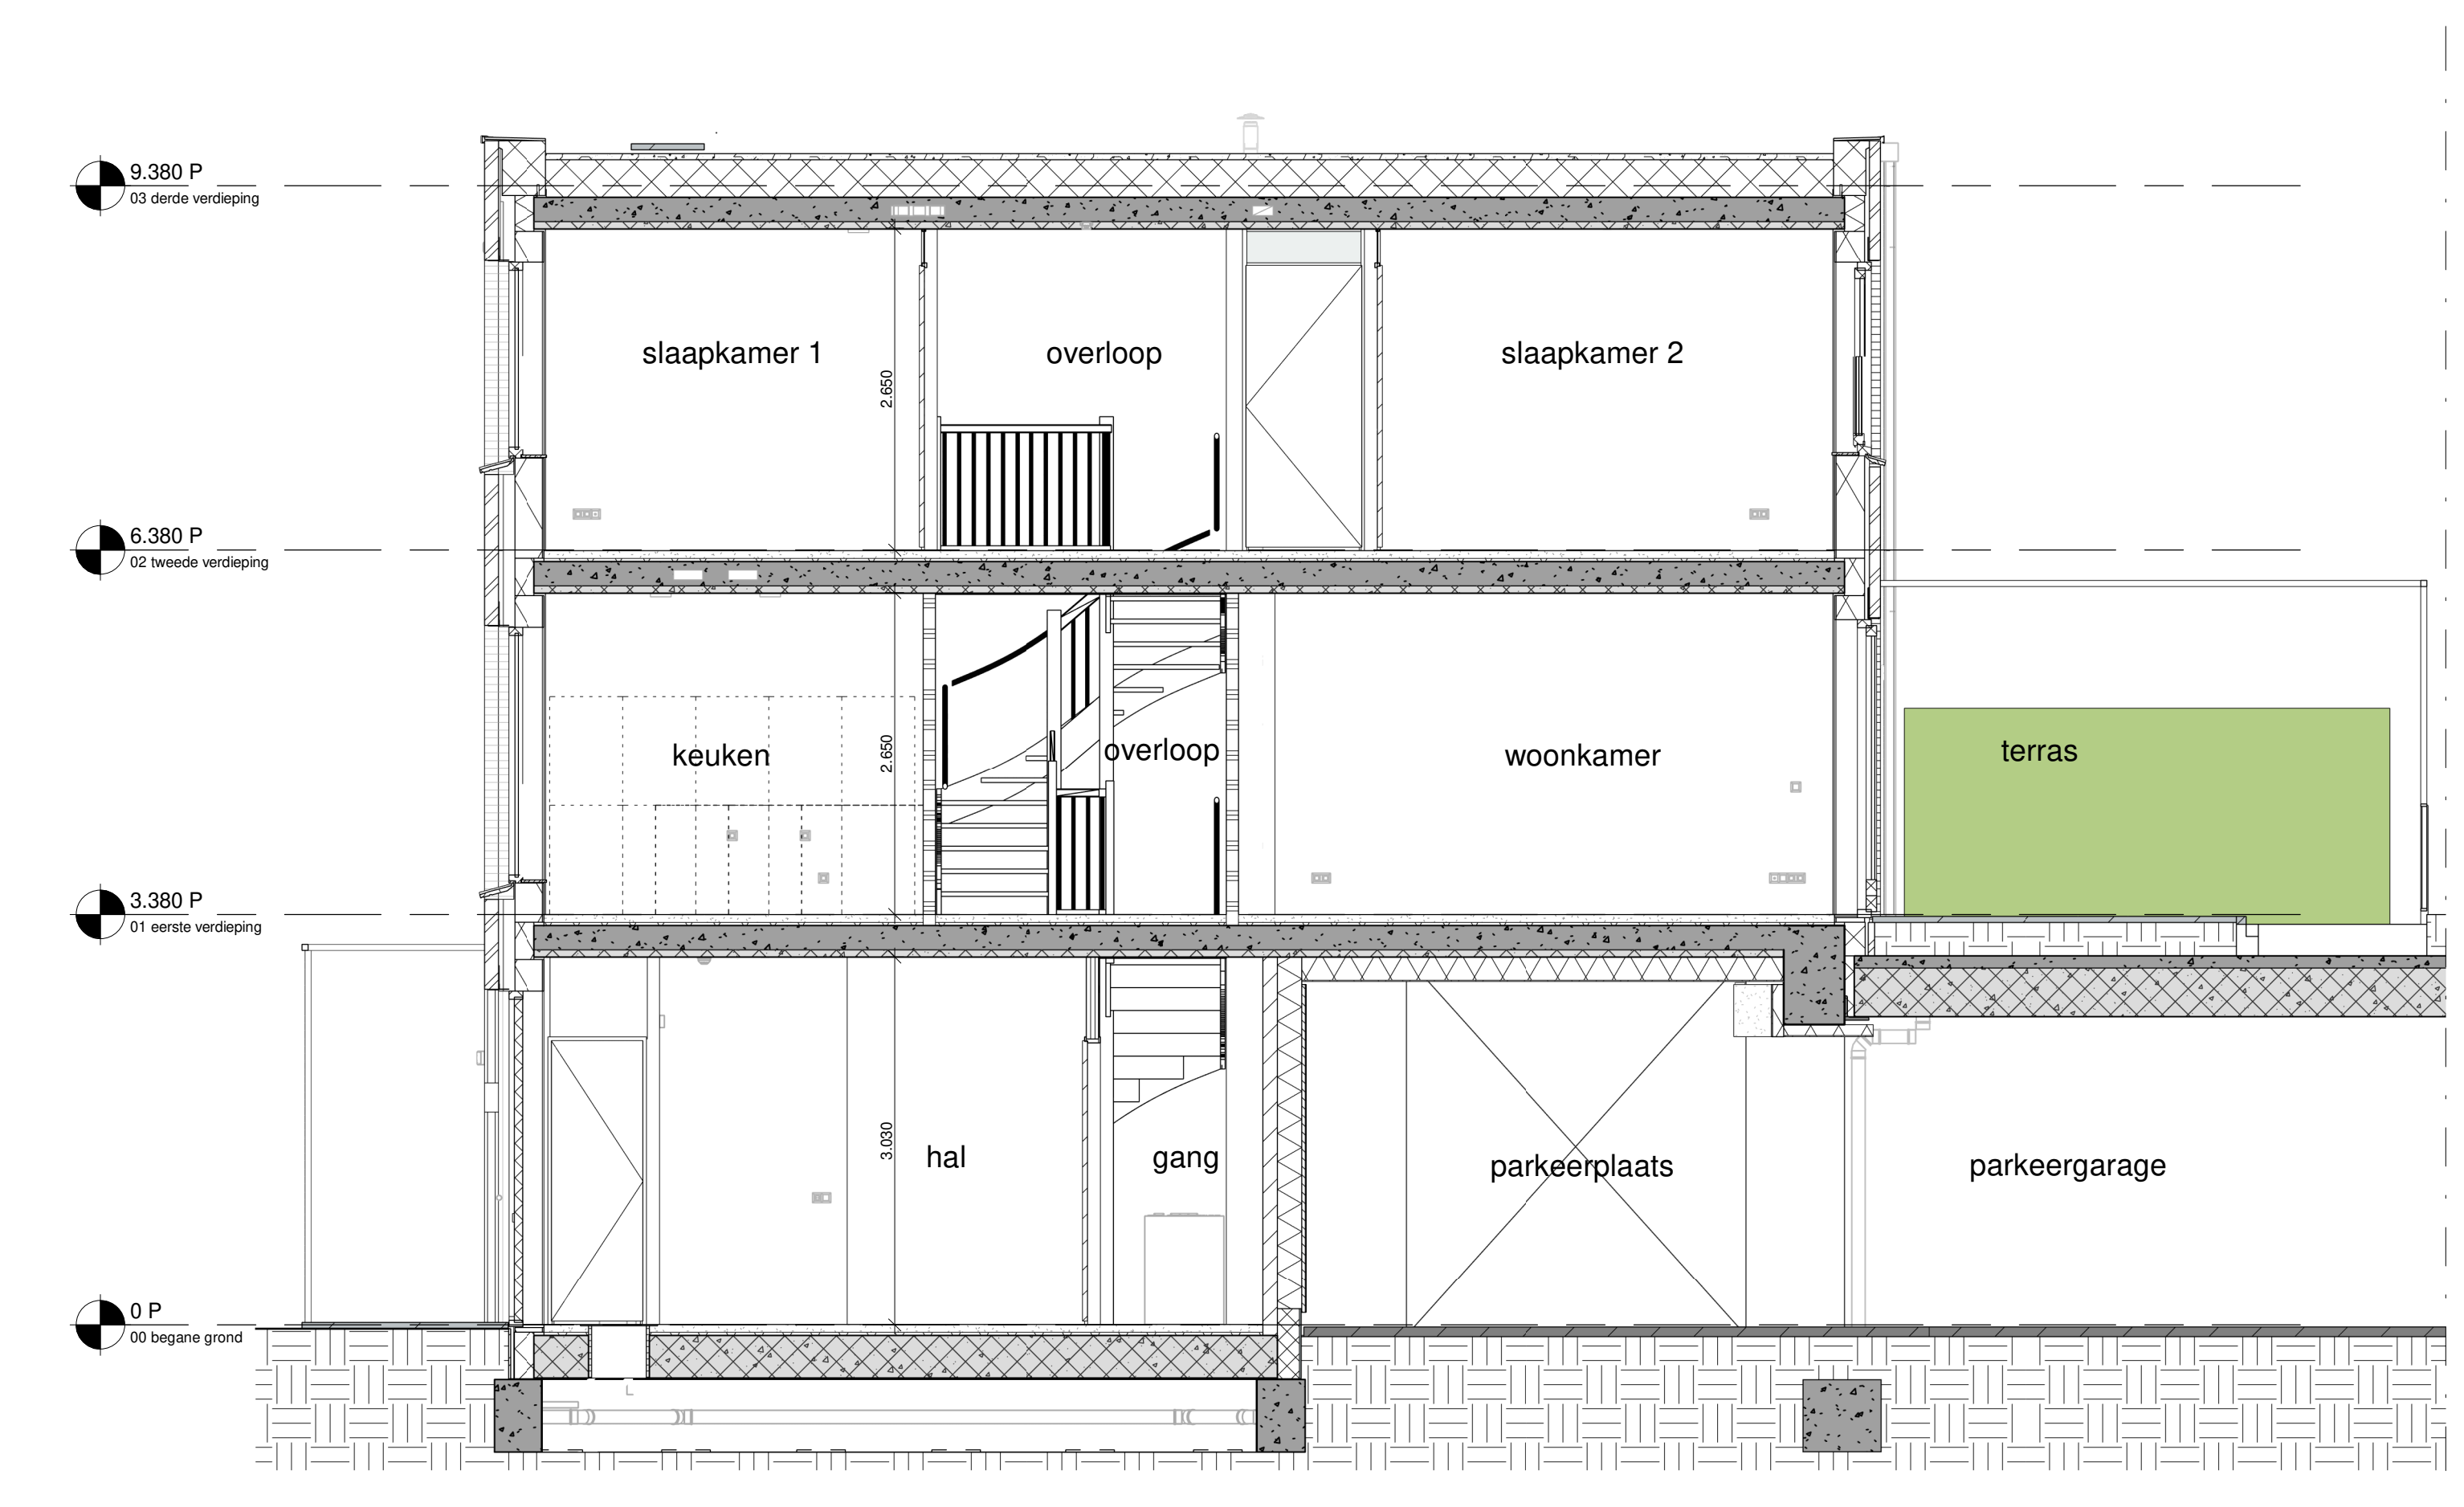 9.380 P
03 derde verdieping
slaapkamer 1
overloop
slaapkamer 2
2.650
6.380 P
02 tweede verdieping
keuken
2.650
overloop
woonkamer
terras
3.380 P
01 eerste verdieping
3.030
hal
gang
parkeerplaats
parkeergarage
0 P
00 begane grond